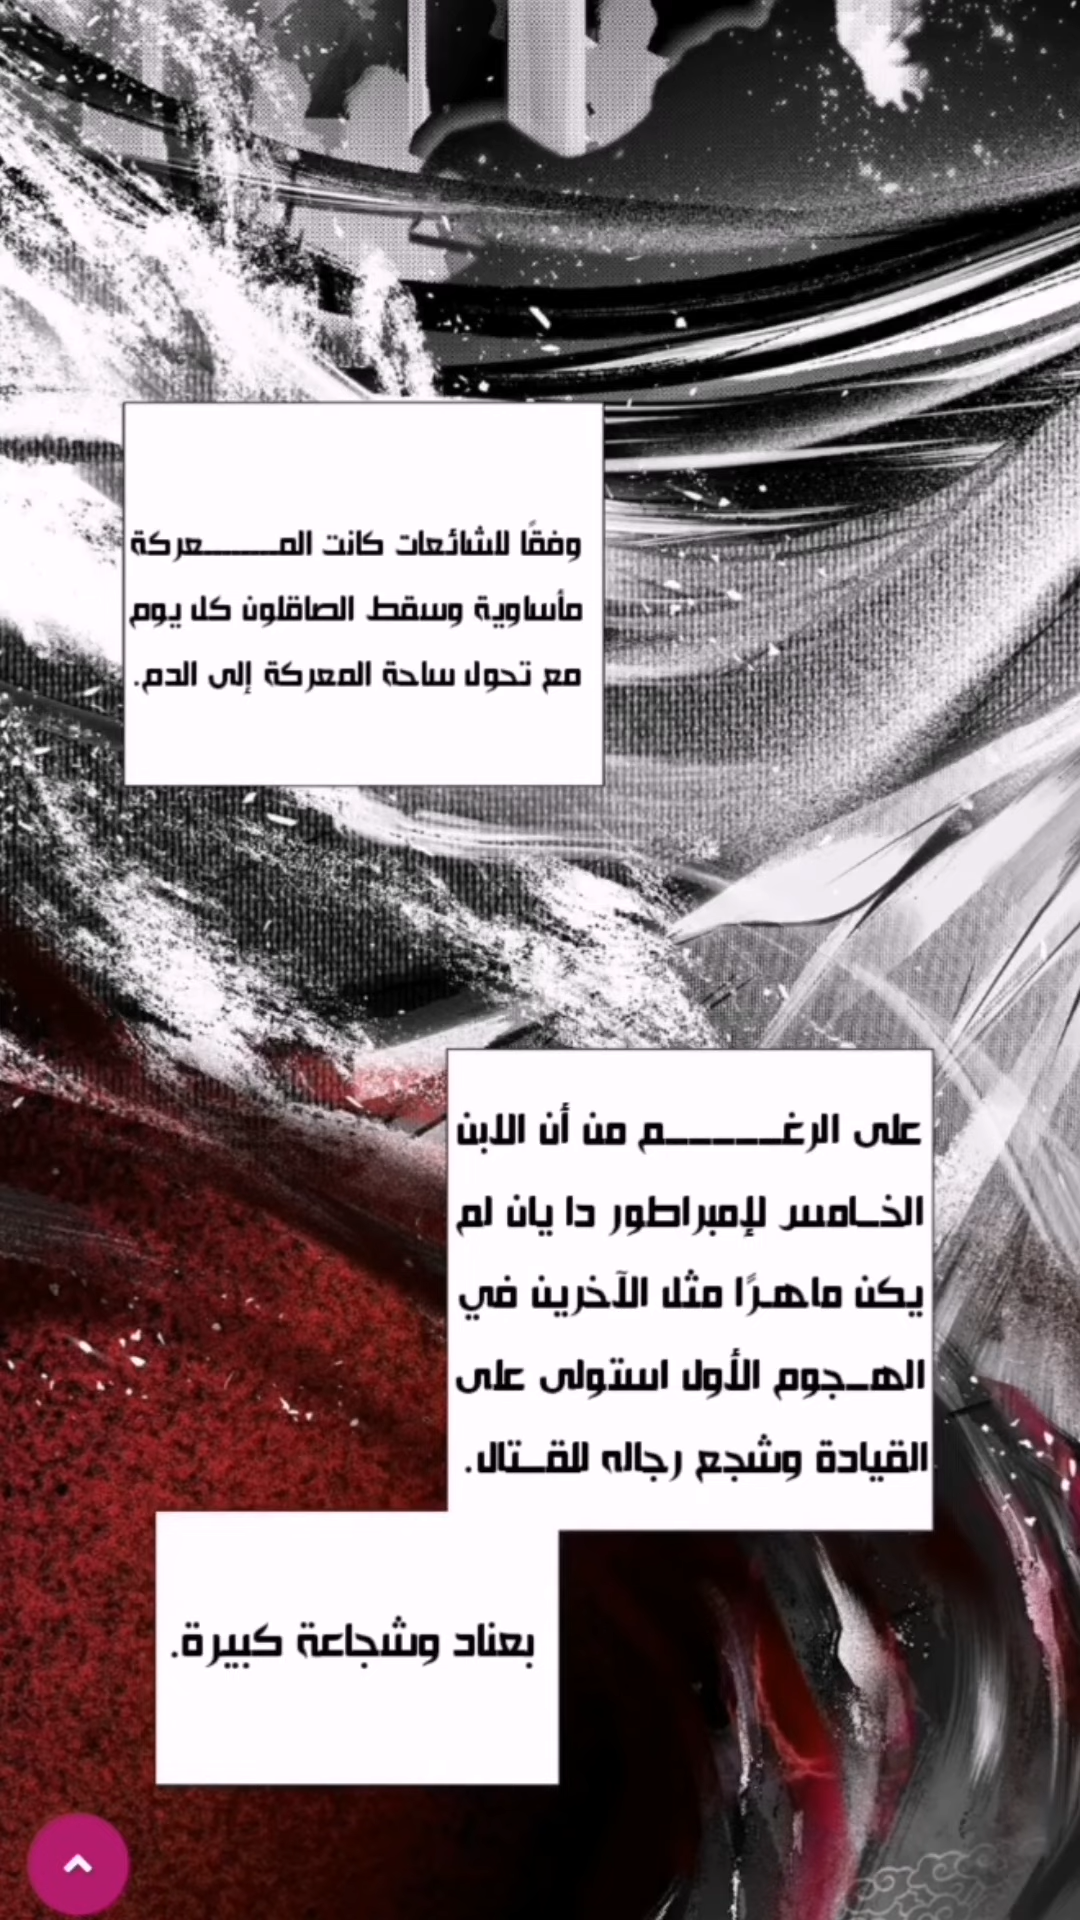 وفقًا للشائعات كانت المـــــعركة
مأساوية وسقط الصاقلون كل يوم
مع تحول ساحة المعركة إلى الدم.
على الرغـــــــم من أن الابن
الخـامس للإمبراطور دا يان لم
يكن ماهـرًا مثل الآخرين في
الهـجوم الأول استولى على
القيادة وشجع رجاله للقـتال.
بعناد وشجاعة كبيرة.